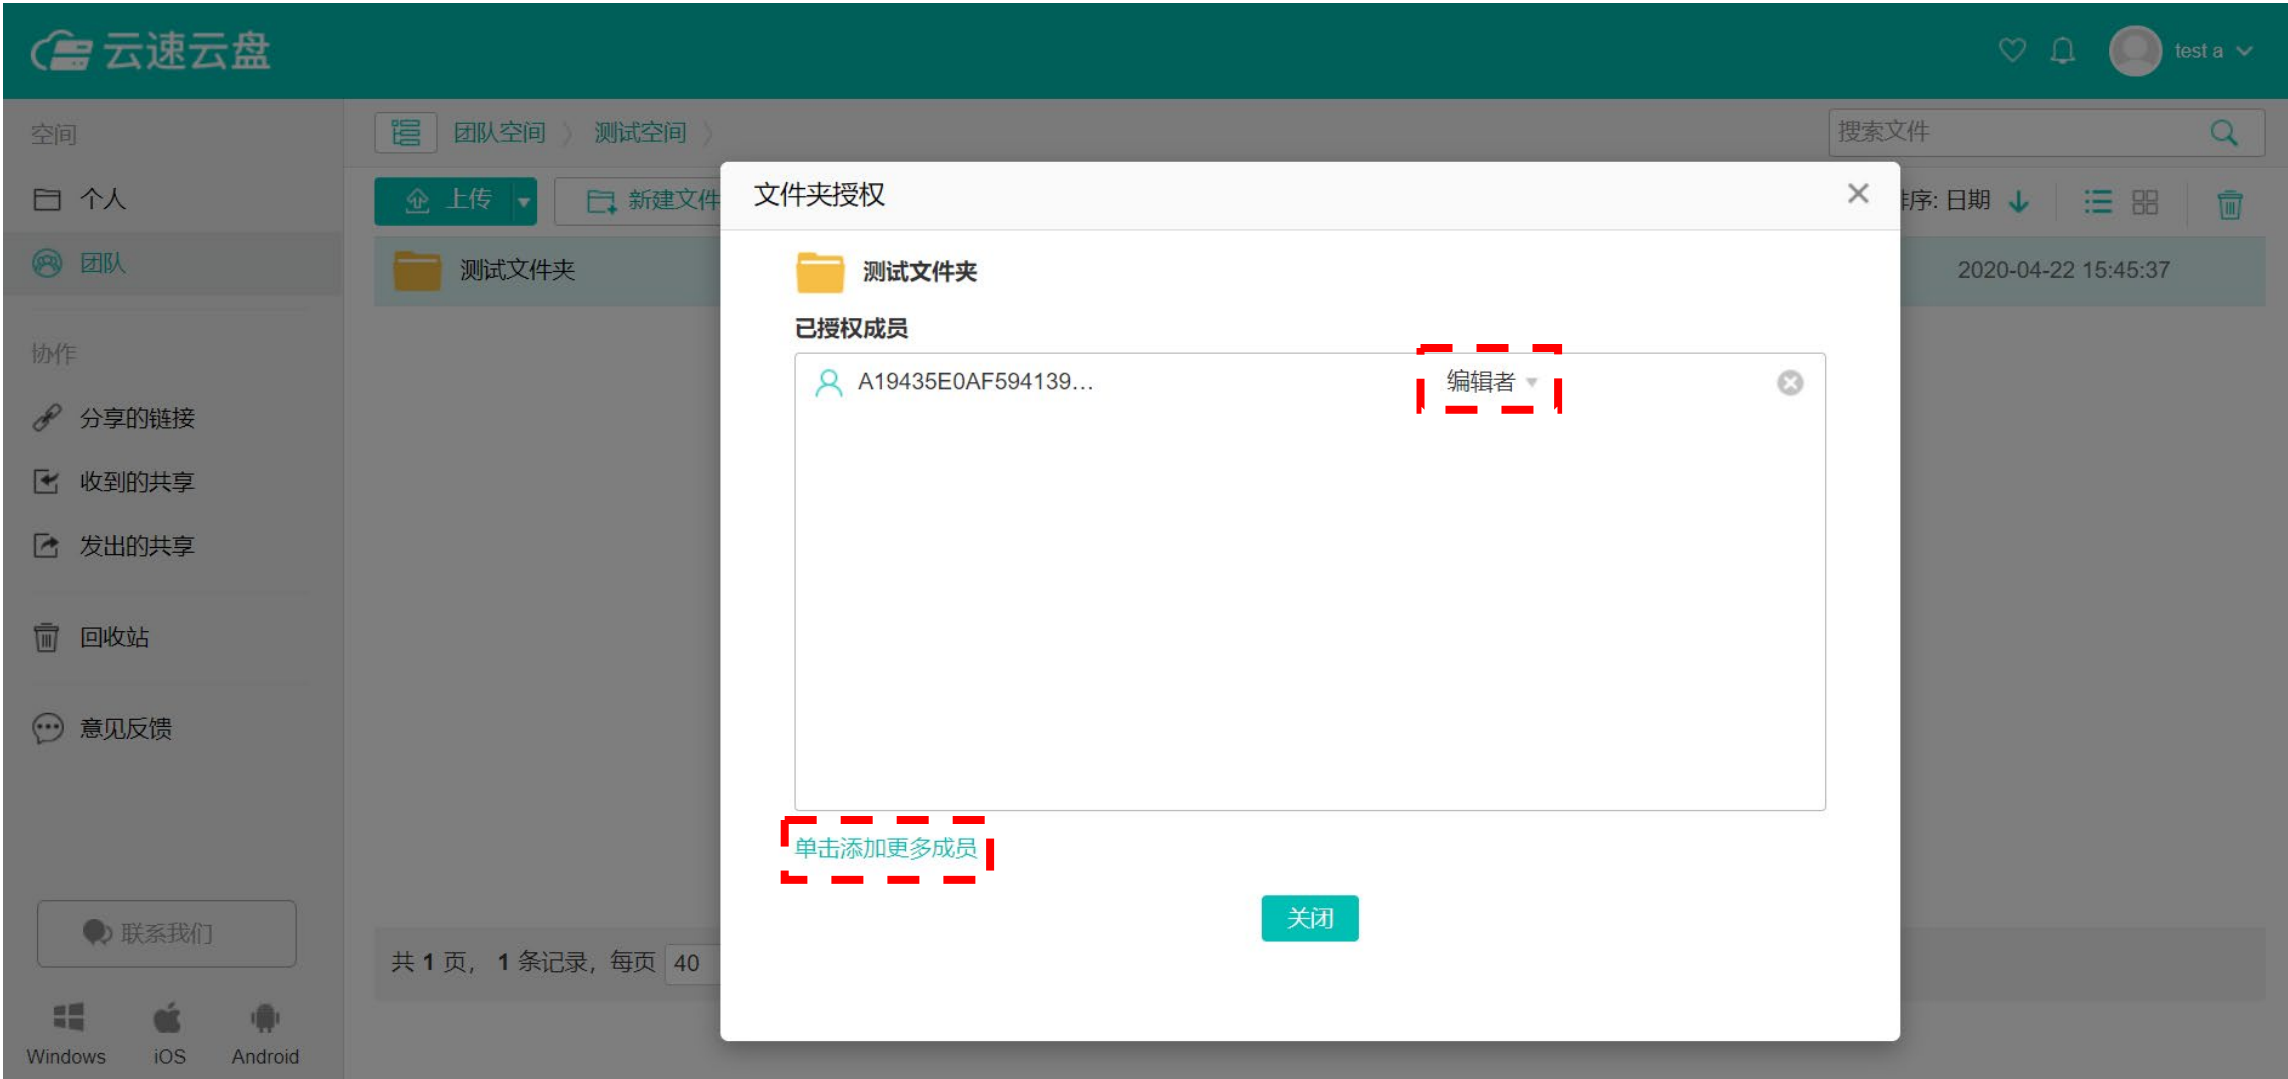 云速云盘
test a
空间
团队空间 〉 测试空间 〉
搜索文件
个人
上传
新建文件
文件夹授权
排序: 日期
团队
测试文件夹
测试文件夹
2020-04-22 15:45:37
已授权成员
A19435E0AF594139...
编辑者
协作
分享的链接
收到的共享
发出的共享
回收站
意见反馈
单击添加更多成员
关闭
联系我们
共 1 页, 1 条记录, 每页 40
Windows
iOS
Android